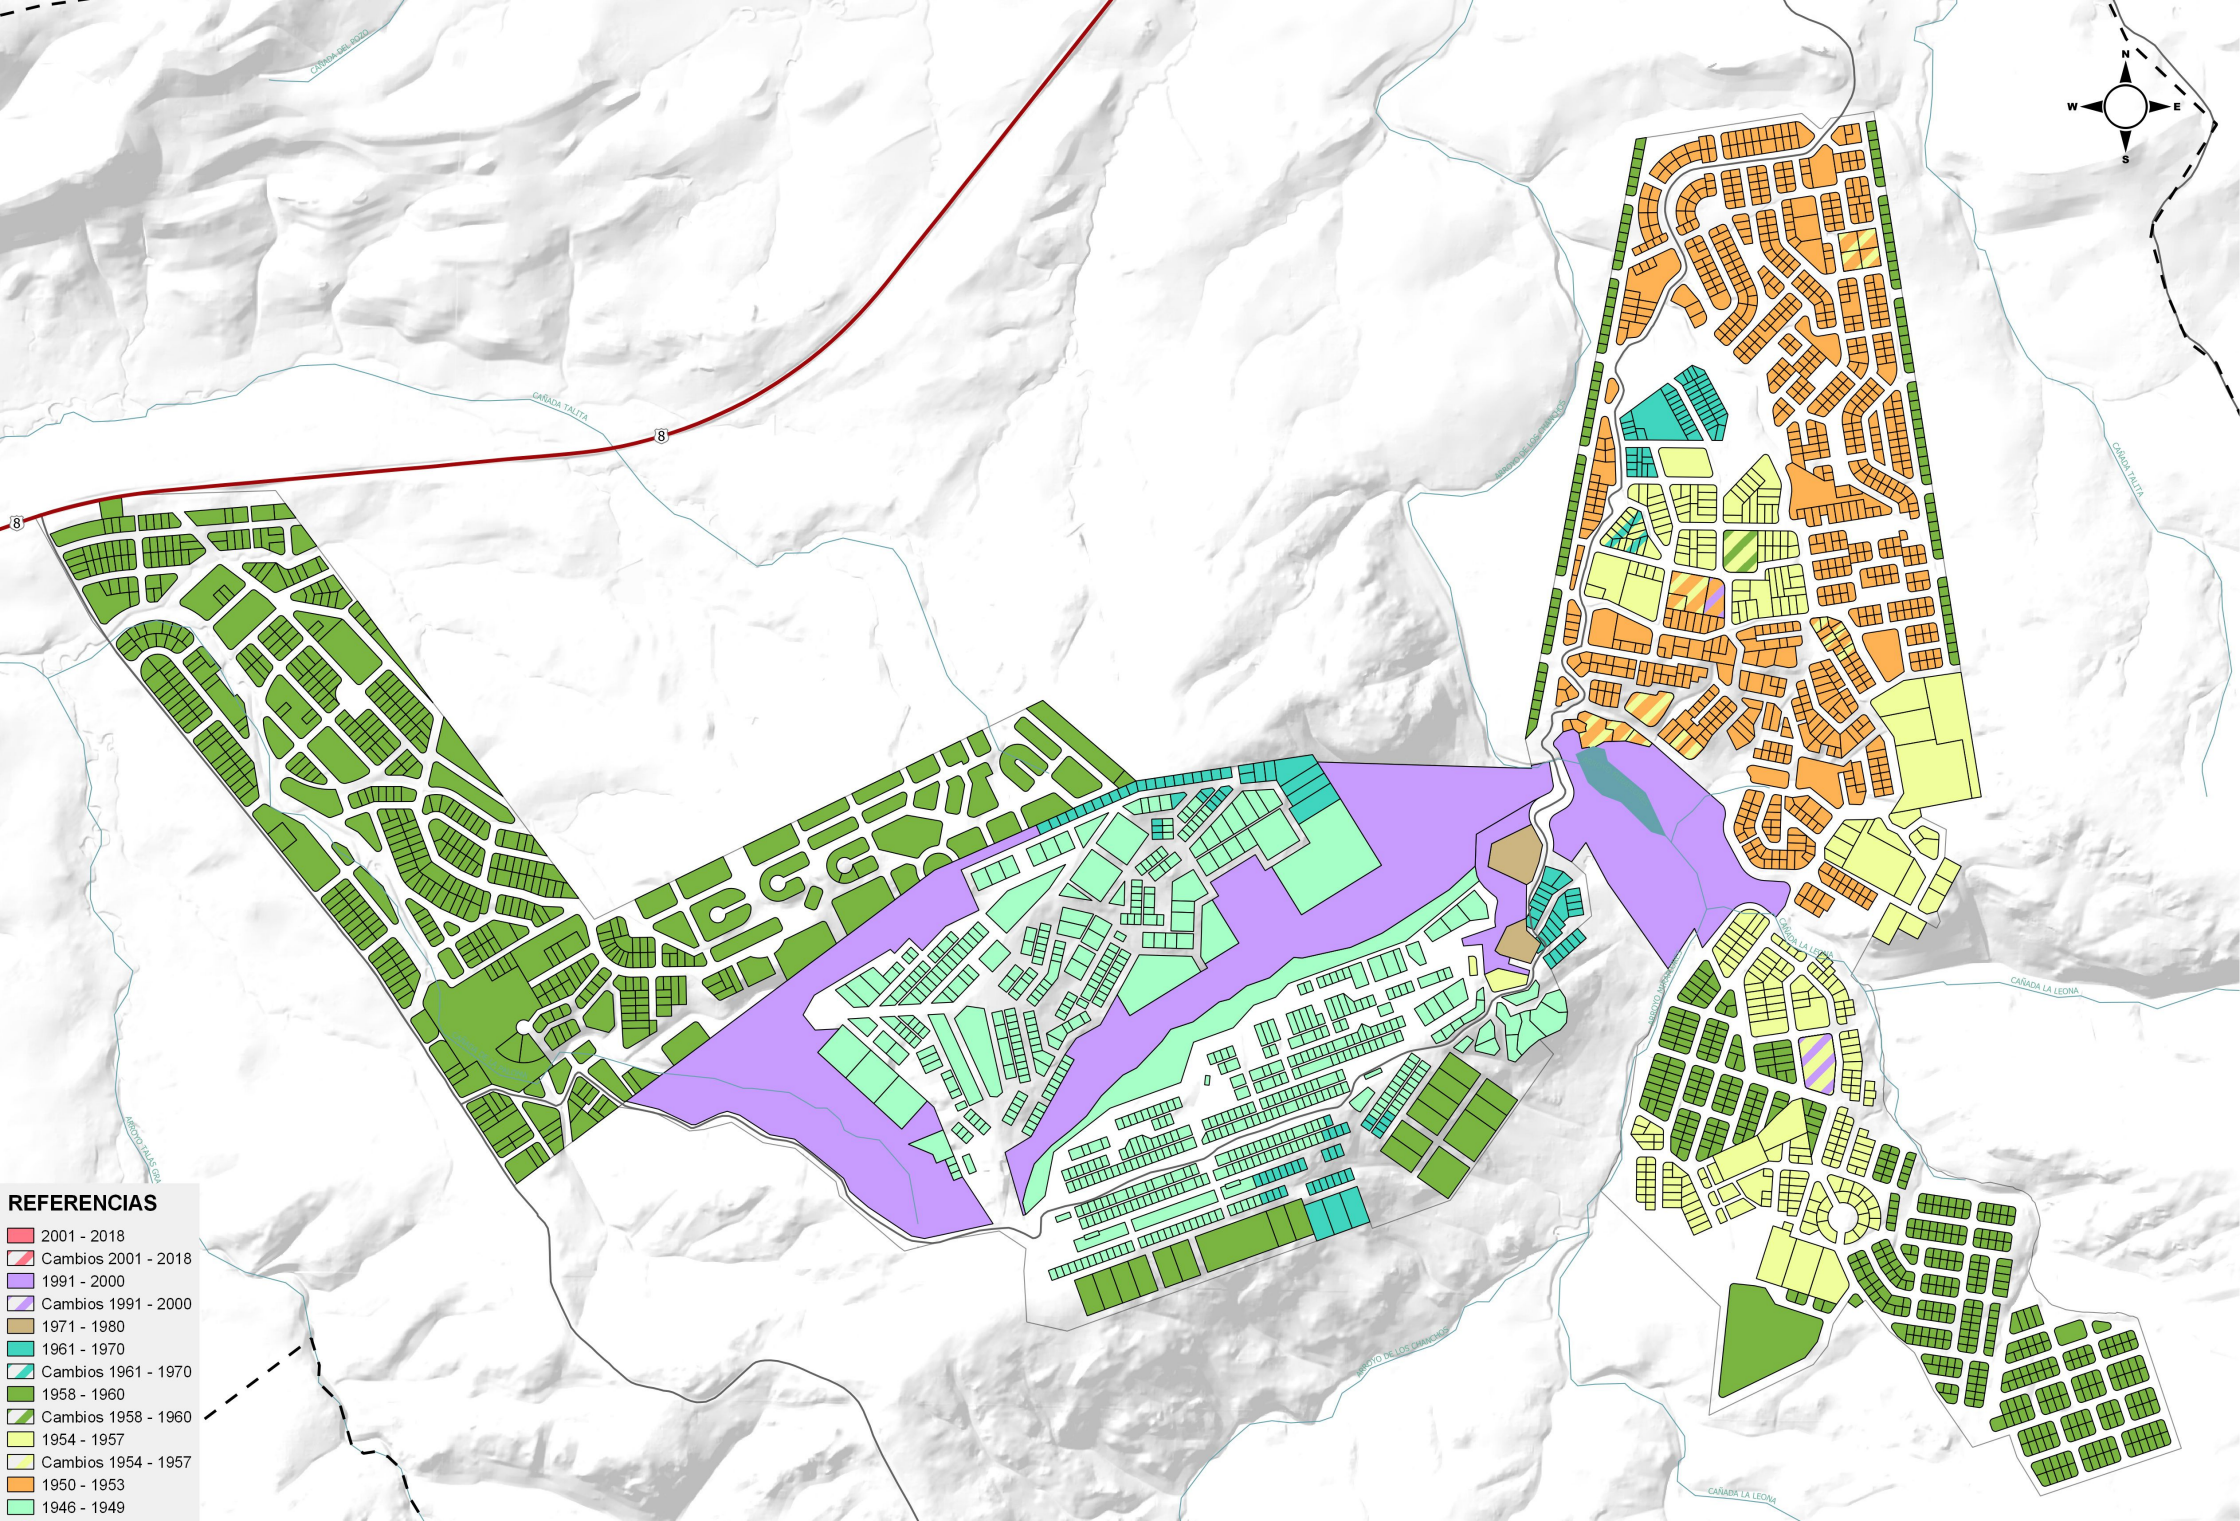 CAÑADA DEL POZO
N
W
E
S
CAÑADA TALITA
8
ARROYO DE LOS CHANCHOS
CAÑADA TALITA
8
CAÑADA LA LEONA
CAÑADA LA LEONA
ARROYO TALAS GRA
REFERENCIAS
2001 - 2018
Cambios 2001 - 2018
1991 - 2000
Cambios 1991 - 2000
1971 - 1980
1961 - 1970
Cambios 1961 - 1970
1958 - 1960
Cambios 1958 - 1960
1954 - 1957
Cambios 1954 - 1957
1950 - 1953
1946 - 1949
ARROYO DE LOS CHANCHOS
CAÑADA LA LEONA